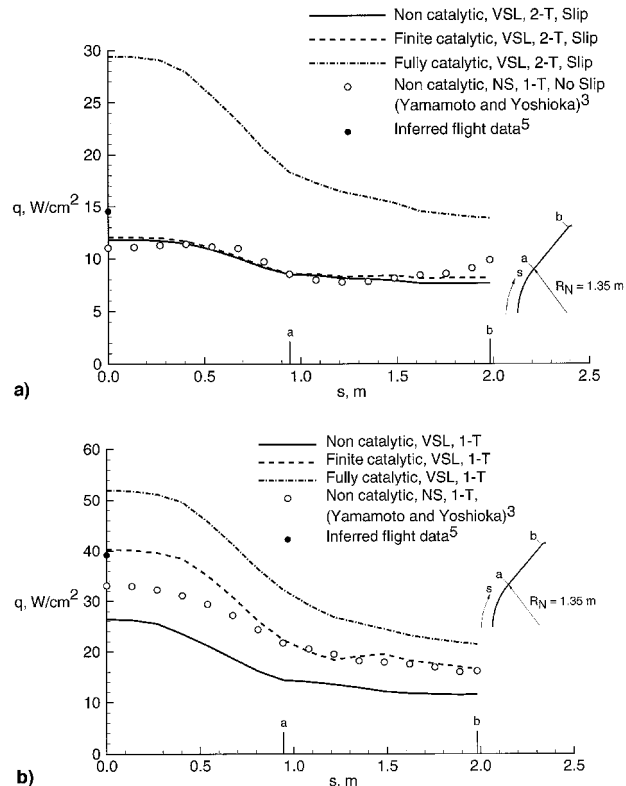 Non catalytic, VSL, 2-T, Slip
Finite catalytic, VSL, 2-T, Slip
Fully catalytic, VSL, 2-T, Slip
Non catalytic, NS, 1-T, No Slip
(Yamamoto and Yoshioka)3
Inferred flight data5
30
25
20
15
10
5
0
q, W/cm2
a
b
b
a
s
RN = 1.35 m
0.0
0.5
1.0
1.5
2.0
2.5
s, m
a)
Non catalytic, VSL, 1-T
Finite catalytic, VSL, 1-T
Fully catalytic, VSL, 1-T
Non catalytic, NS, 1-T,
(Yamamoto and Yoshioka)3
Inferred flight data5
60
50
40
30
20
10
0
q, W/cm2
a
b
b
a
s
RN = 1.35 m
0.0
0.5
1.0
1.5
2.0
2.5
s, m
b)